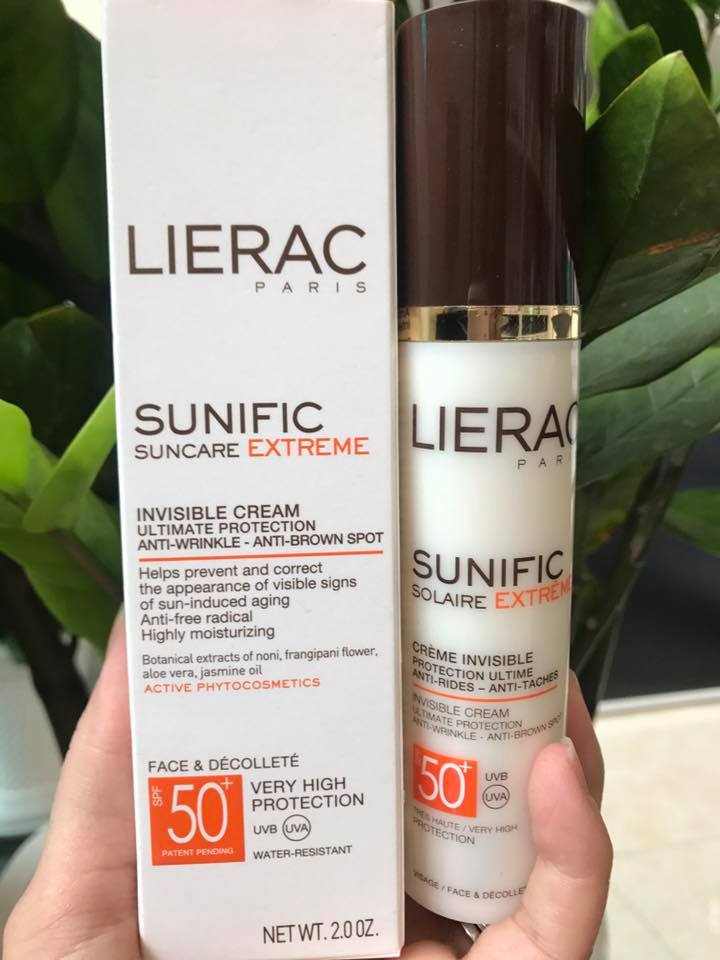 LIERAC
PARIS
SUNIFIC
SUNCARE EXTREME
INVISIBLE CREAM
ULTIMATE PROTECTION
ANTI-WRINKLE - ANTI-BROWN SPOT
Helps prevent and correct
the appearance of visible signs
of sun-induced aging
Anti-free radical
Highly moisturizing
Botanical extracts of noni, frangipani flower,
aloe vera, jasmine oil
ACTIVE PHYTOCOSMETICS
FACE & DÉCOLLETÉ
SPF 50+
PATENT PENDING
VERY HIGH
PROTECTION
UVB UVA
WATER-RESISTANT
NET WT. 2.0 OZ.
LIERAC
PAR
SUNIFIC
SOLAIRE EXTRÊME
CRÈME INVISIBLE
PROTECTION ULTIME
ANTI-RIDES – ANTI-TACHES
INVISIBLE CREAM
ULTIMATE PROTECTION
ANTI-WRINKLE - ANTI-BROWN SPOT
50+
UVB
UVA
TRÈS HAUTE / VERY HIGH
PROTECTION
VISAGE / FACE & DÉCOLLE